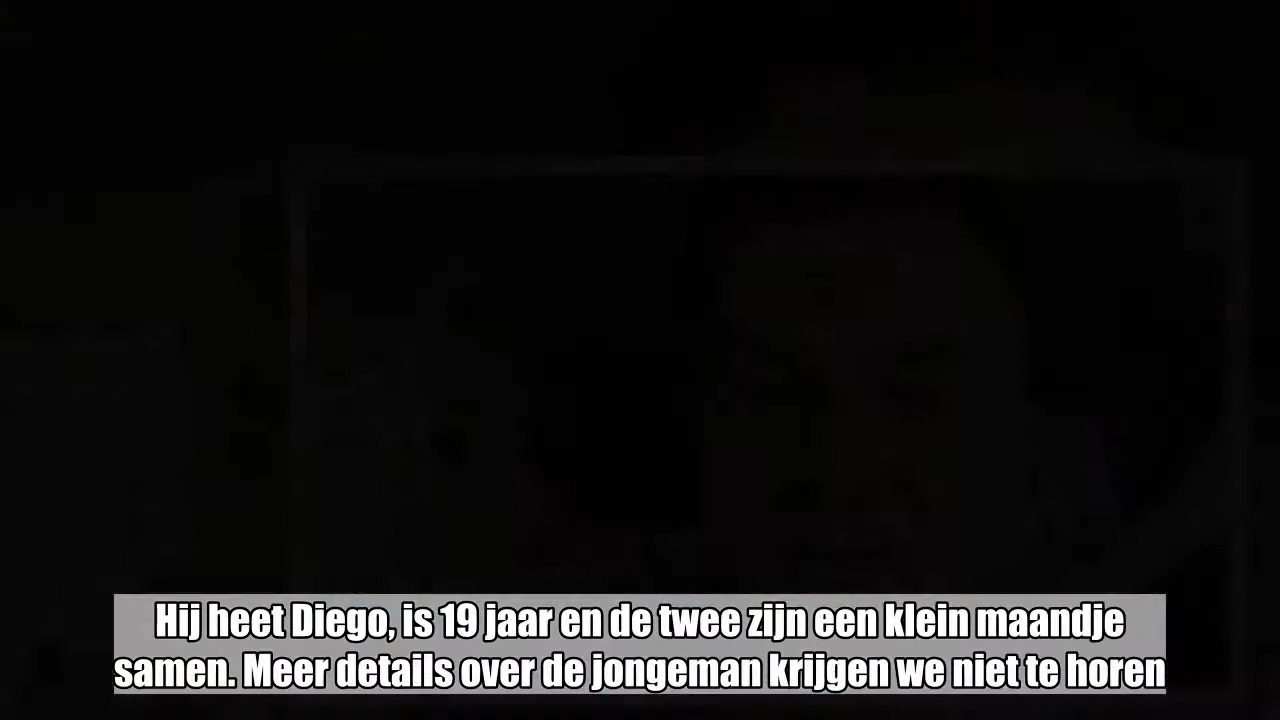 Hij heet Diego, is 19 jaar en de twee zijn een klein maandje
samen. Meer details over de jongeman krijgen we niet te horen